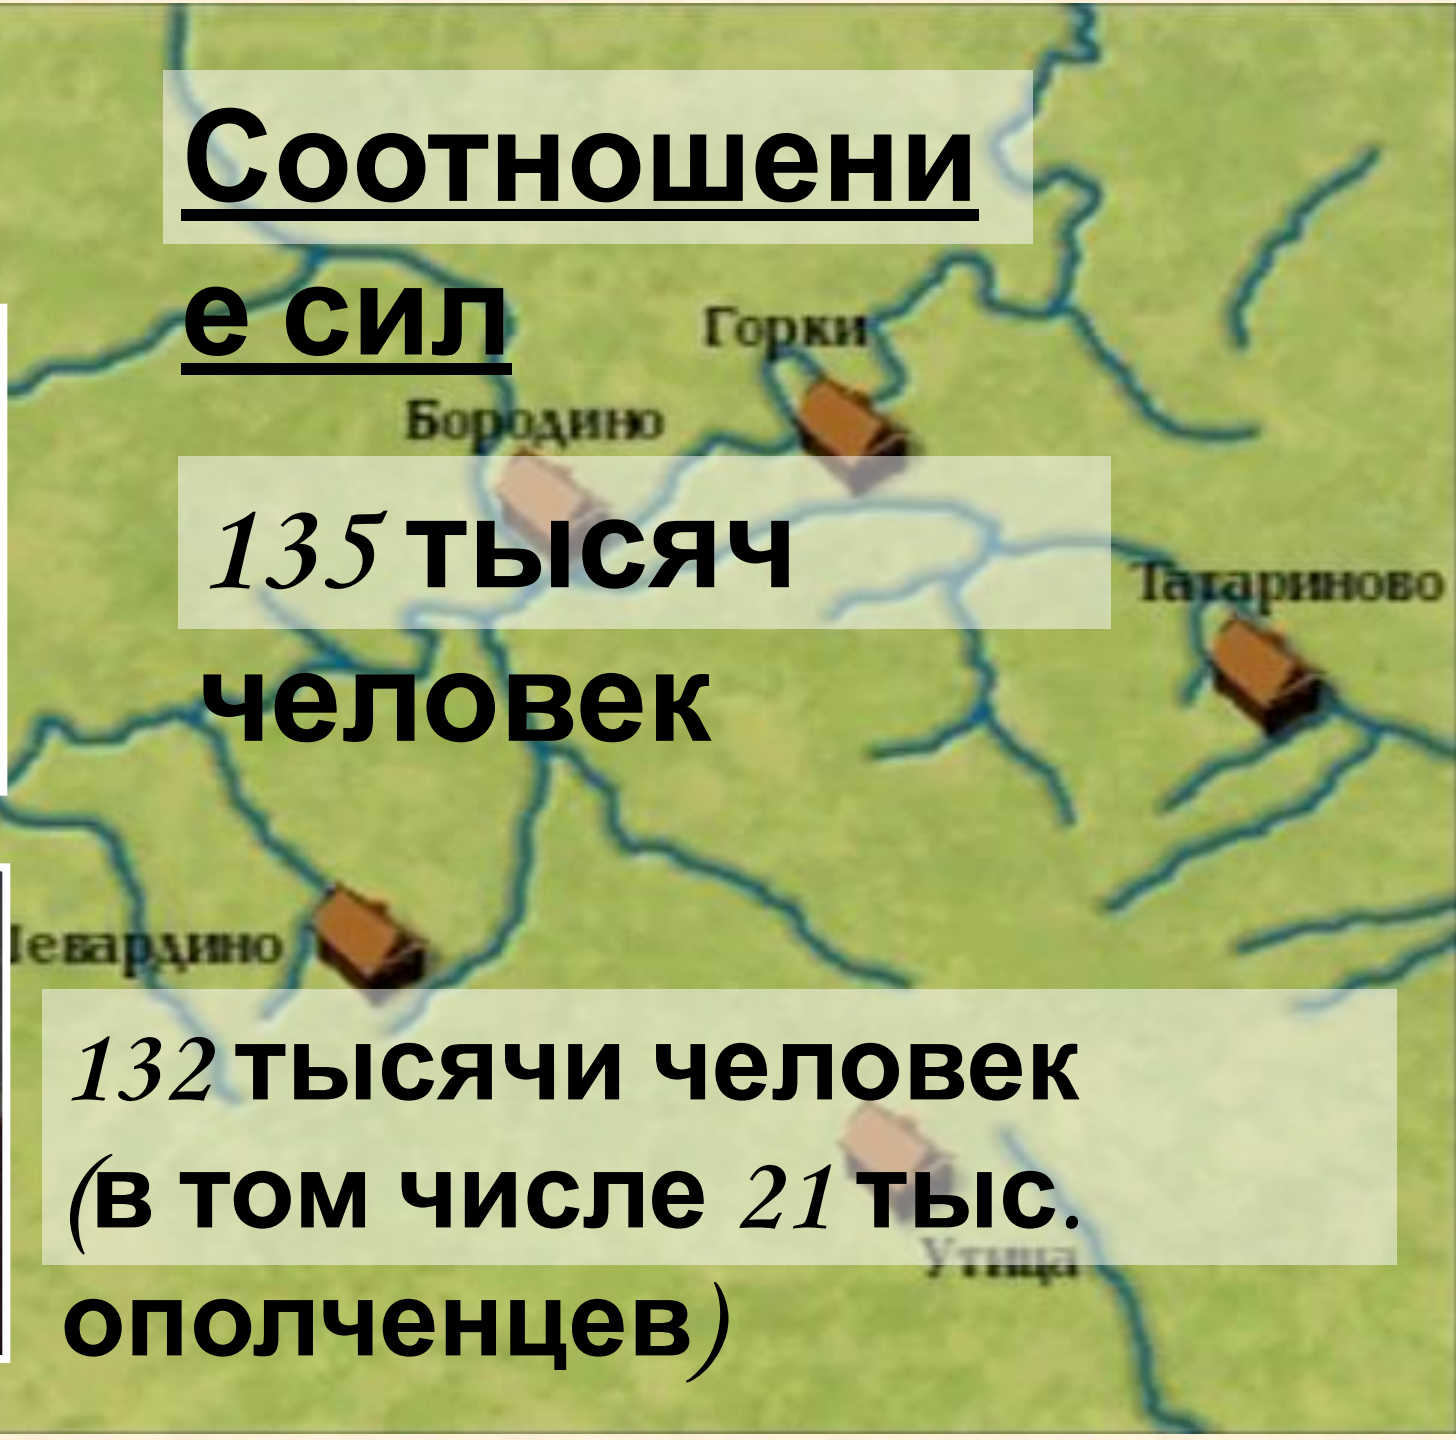 Соотношени
е сил
Горки
Бородино
135 тысяч
Татариново
человек
Шевардино
132 тысячи человек
(в том числе 21 тыс.
Утица
ополченцев)